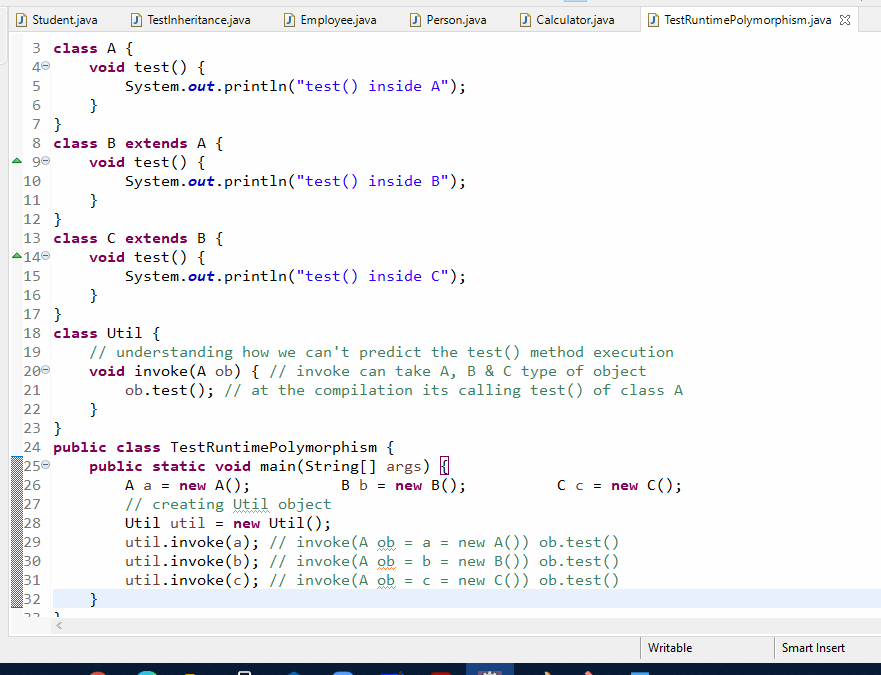 Student.java TestInheritance.java Employee.java Person.java Calculator.java TestRuntimePolymorphism.java
3 class A {
4 void test() {
5 System.out.println("test() inside A");
6 }
7 }
8 class B extends A {
9 void test() {
10 System.out.println("test() inside B");
11 }
12 }
13 class C extends B {
14 void test() {
15 System.out.println("test() inside C");
16 }
17 }
18 class Util {
19 // understanding how we can't predict the test() method execution
20 void invoke(A ob) { // invoke can take A, B & C type of object
21 ob.test(); // at the compilation its calling test() of class A
22 }
23 }
24 public class TestRuntimePolymorphism {
25 public static void main(String[] args) {
26 A a = new A(); B b = new B(); C c = new C();
27 // creating Util object
28 Util util = new Util();
29 util.invoke(a); // invoke(A ob = a = new A()) ob.test()
30 util.invoke(b); // invoke(A ob = b = new B()) ob.test()
31 util.invoke(c); // invoke(A ob = c = new C()) ob.test()
32 }
33 }
Writable Smart Insert